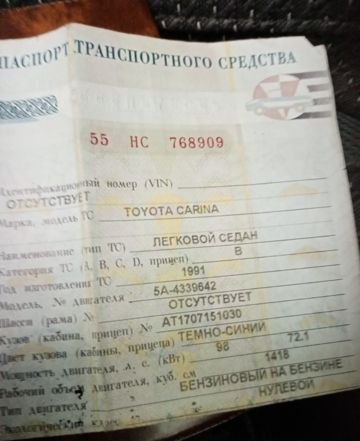 ПАСПОРТ ТРАНСПОРТНОГО СРЕДСТВА
55 НС 768909
Идентификационный номер (VIN)
ОТСУТСТВУЕТ
Марка, модель ТС TOYOTA CARINA
Наименование (тип ТС) ЛЕГКОВОЙ СЕДАН
Категория ТС (А, В, С, D, прицеп) B
Год изготовления ТС 1991
Модель, № двигателя 5A-4339642
Шасси (рама) № ОТСУТСТВУЕТ
Кузов (кабина, прицеп) № AT1707151030
Цвет кузова (кабины, прицепа) ТЕМНО-СИНИЙ
Мощность двигателя, л. с. (кВт) 98 72.1
Рабочий объем двигателя, куб. см 1418
Тип двигателя БЕНЗИНОВЫЙ НА БЕНЗИНЕ
Экологический класс НУЛЕВОЙ